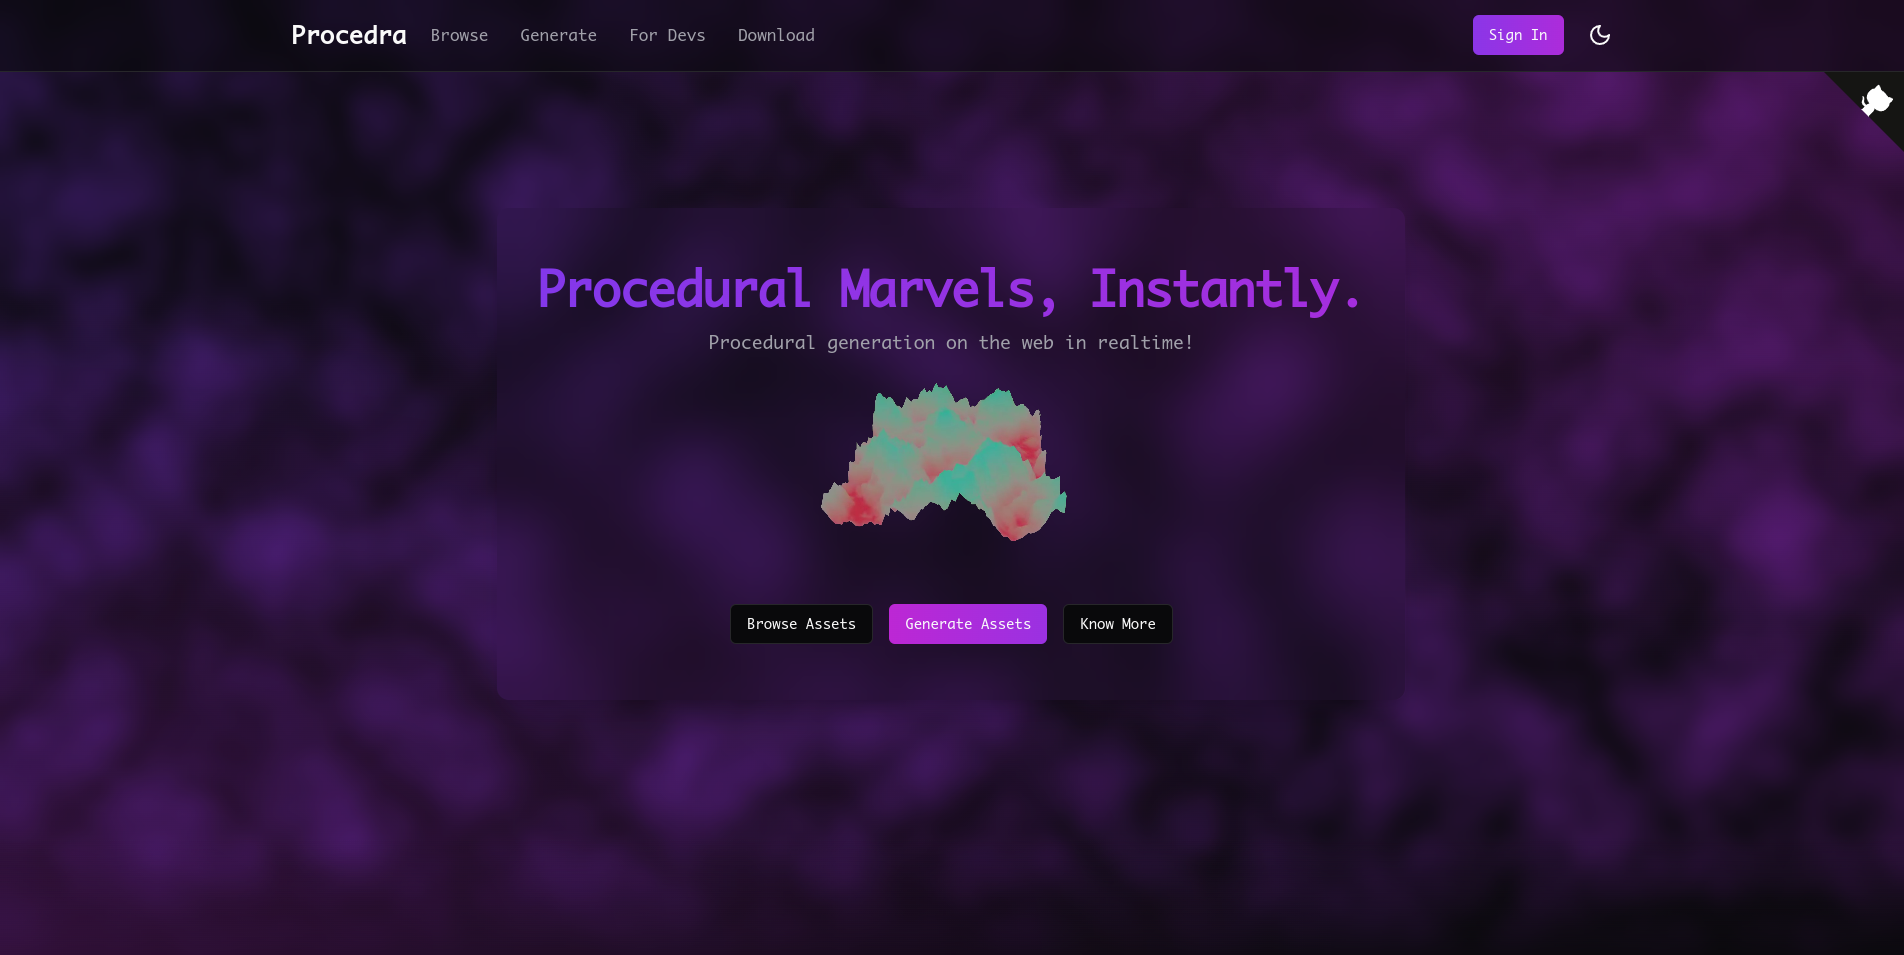 Procedra Browse Generate For Devs Download Sign In
Procedural Marvels, Instantly.
Procedural generation on the web in realtime!
Browse Assets Generate Assets Know More